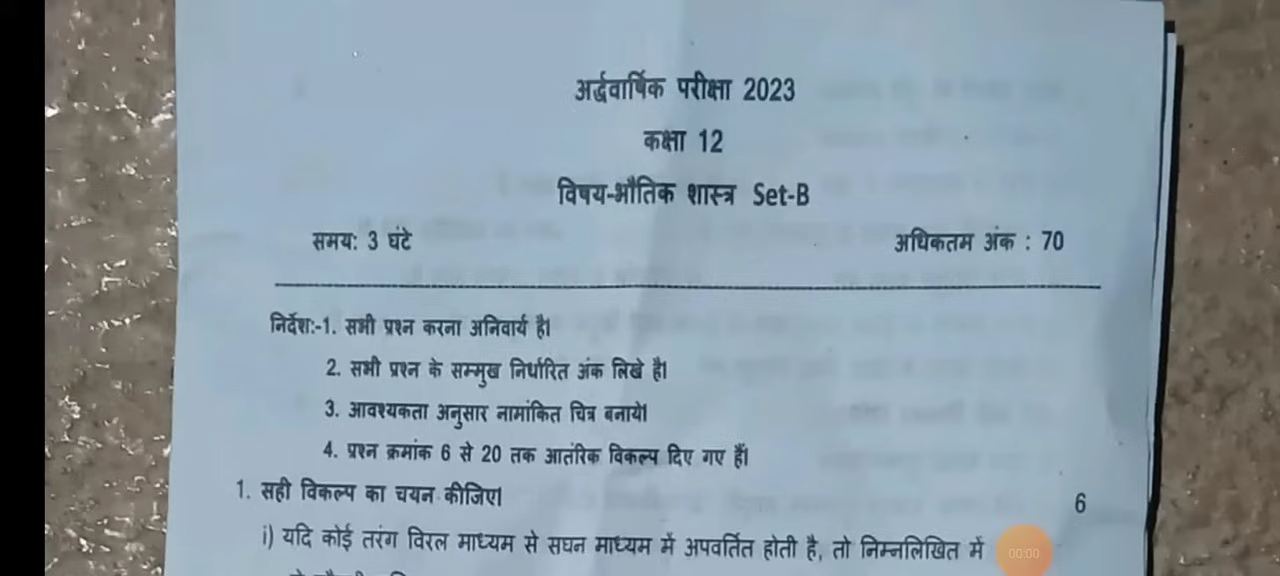 अर्द्धवार्षिक परीक्षा 2023
कक्षा 12
विषय-भौतिक शास्त्र Set-B
समय: 3 घंटे अधिकतम अंक : 70
निर्देश:-1. सभी प्रश्न करना अनिवार्य है।
2. सभी प्रश्न के सम्मुख निर्धारित अंक लिखे है।
3. आवश्यकता अनुसार नामांकित चित्र बनाये।
4. प्रश्न क्रमांक 6 से 20 तक आतंरिक विकल्प दिए गए हैं।
1. सही विकल्प का चयन कीजिए। 6
i) यदि कोई तरंग विरल माध्यम से सघन माध्यम में अपवर्तित होती है, तो निम्नलिखित में
00:00